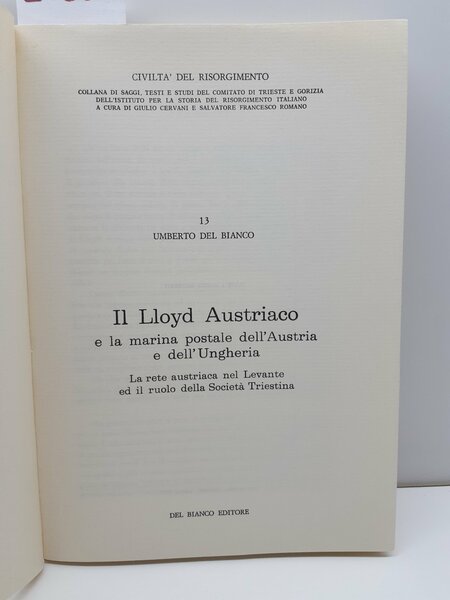 CIVILTA' DEL RISORGIMENTO
COLLANA DI SAGGI, TESTI E STUDI DEL COMITATO DI TRIESTE E GORIZIA
DELL'ISTITUTO PER LA STORIA DEL RISORGIMENTO ITALIANO
A CURA DI GIULIO CERVANI E SALVATORE FRANCESCO ROMANO
13
UMBERTO DEL BIANCO
Il Lloyd Austriaco
e la marina postale dell'Austria
e dell'Ungheria
La rete austriaca nel Levante
ed il ruolo della Società Triestina
DEL BIANCO EDITORE